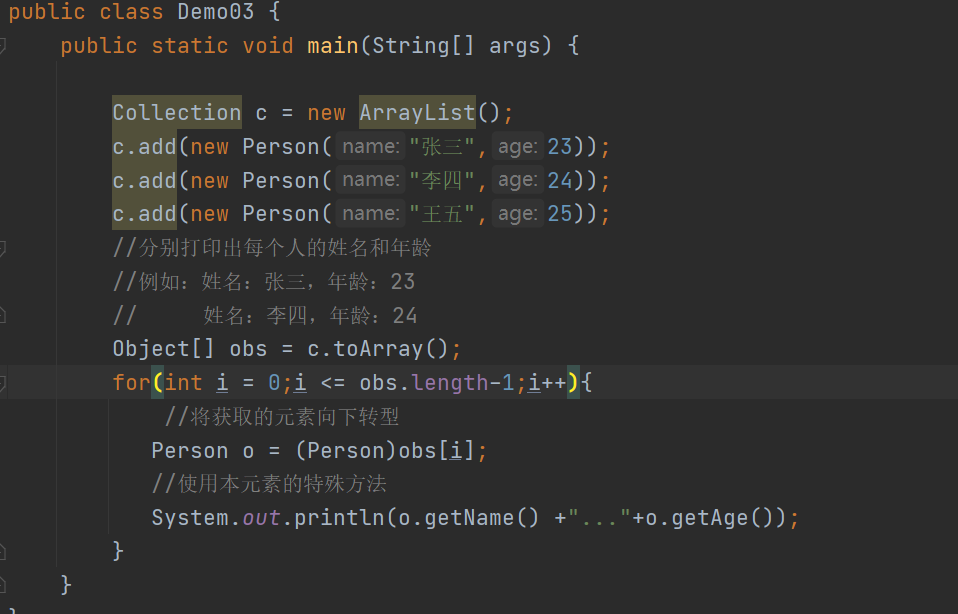 public class Demo03 {
public static void main(String[] args) {
Collection c = new ArrayList();
c.add(new Person( name: "张三", age: 23));
c.add(new Person( name: "李四", age: 24));
c.add(new Person( name: "王五", age: 25));
//分别打印出每个人的姓名和年龄
//例如：姓名：张三，年龄：23
// 姓名：李四，年龄：24
Object[] obs = c.toArray();
for(int i = 0;i <= obs.length-1;i++){
//将获取的元素向下转型
Person o = (Person)obs[i];
//使用本元素的特殊方法
System.out.println(o.getName() +"..."+o.getAge());
}
}
}